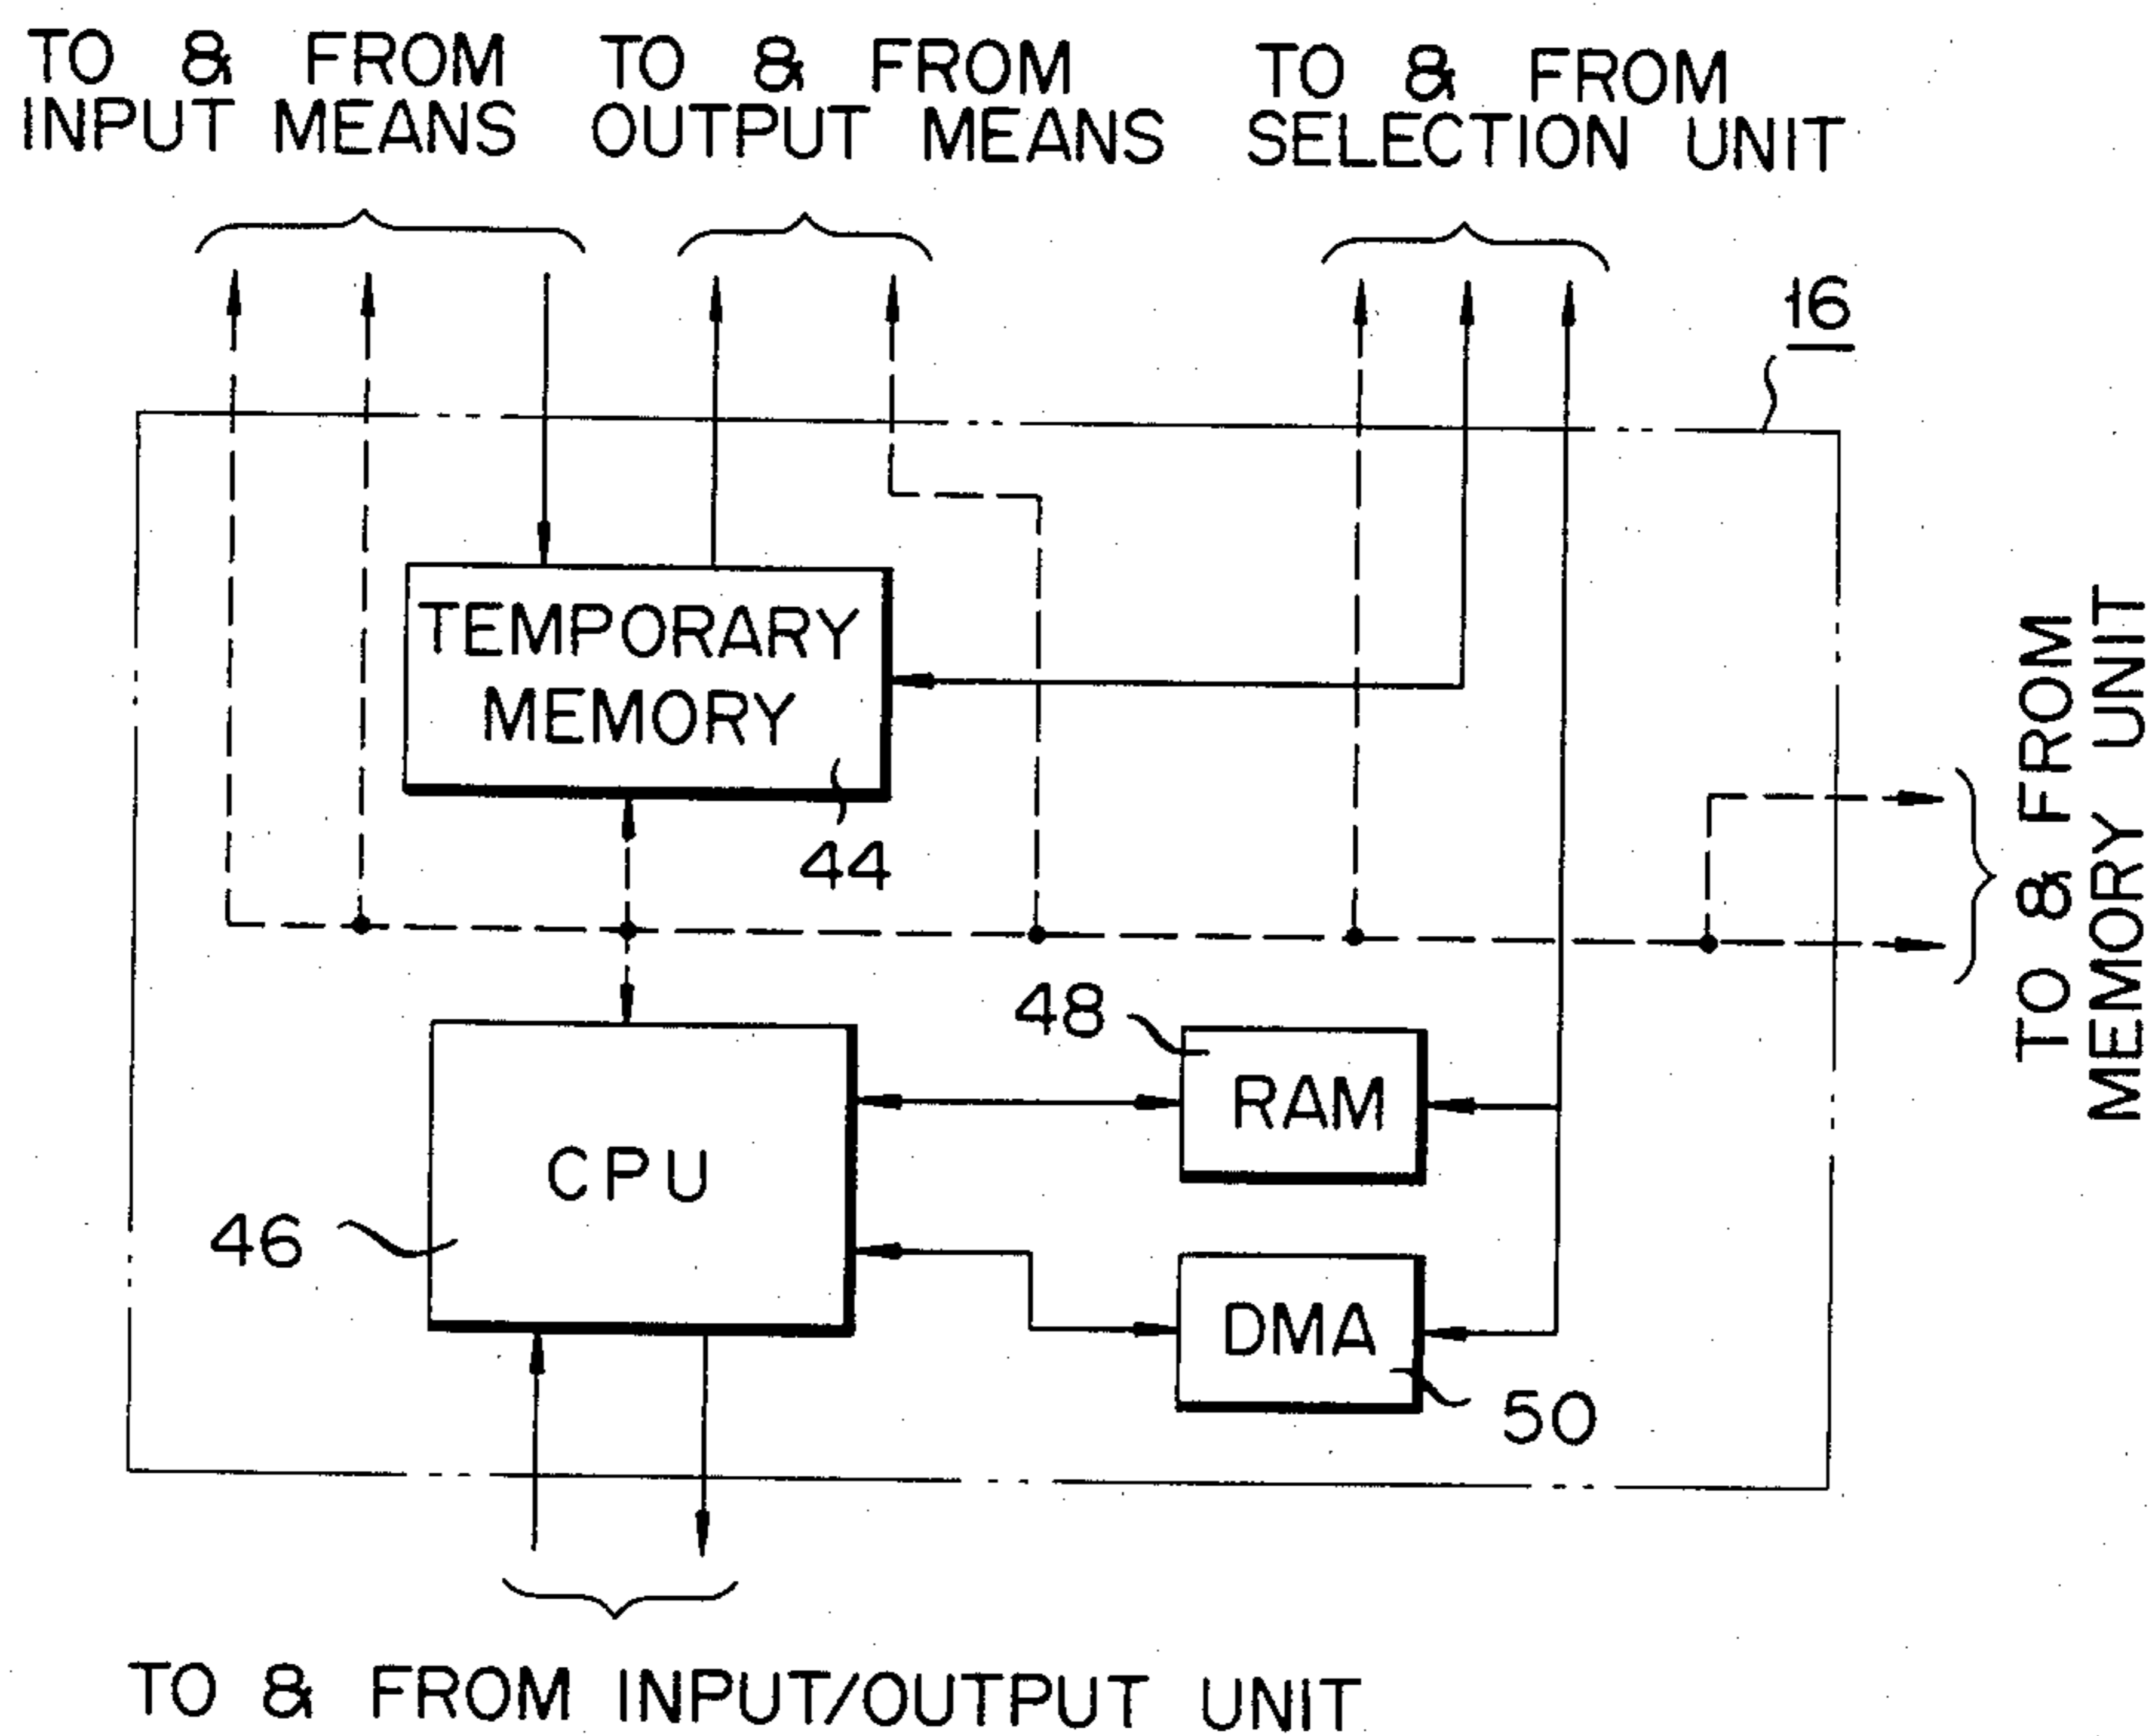 TO & FROM
INPUT MEANS
TO & FROM
OUTPUT MEANS
TO & FROM
SELECTION UNIT
16
TEMPORARY
MEMORY
44
TO & FROM
MEMORY UNIT
48
RAM
CPU
46
DMA
50
TO & FROM INPUT/OUTPUT UNIT